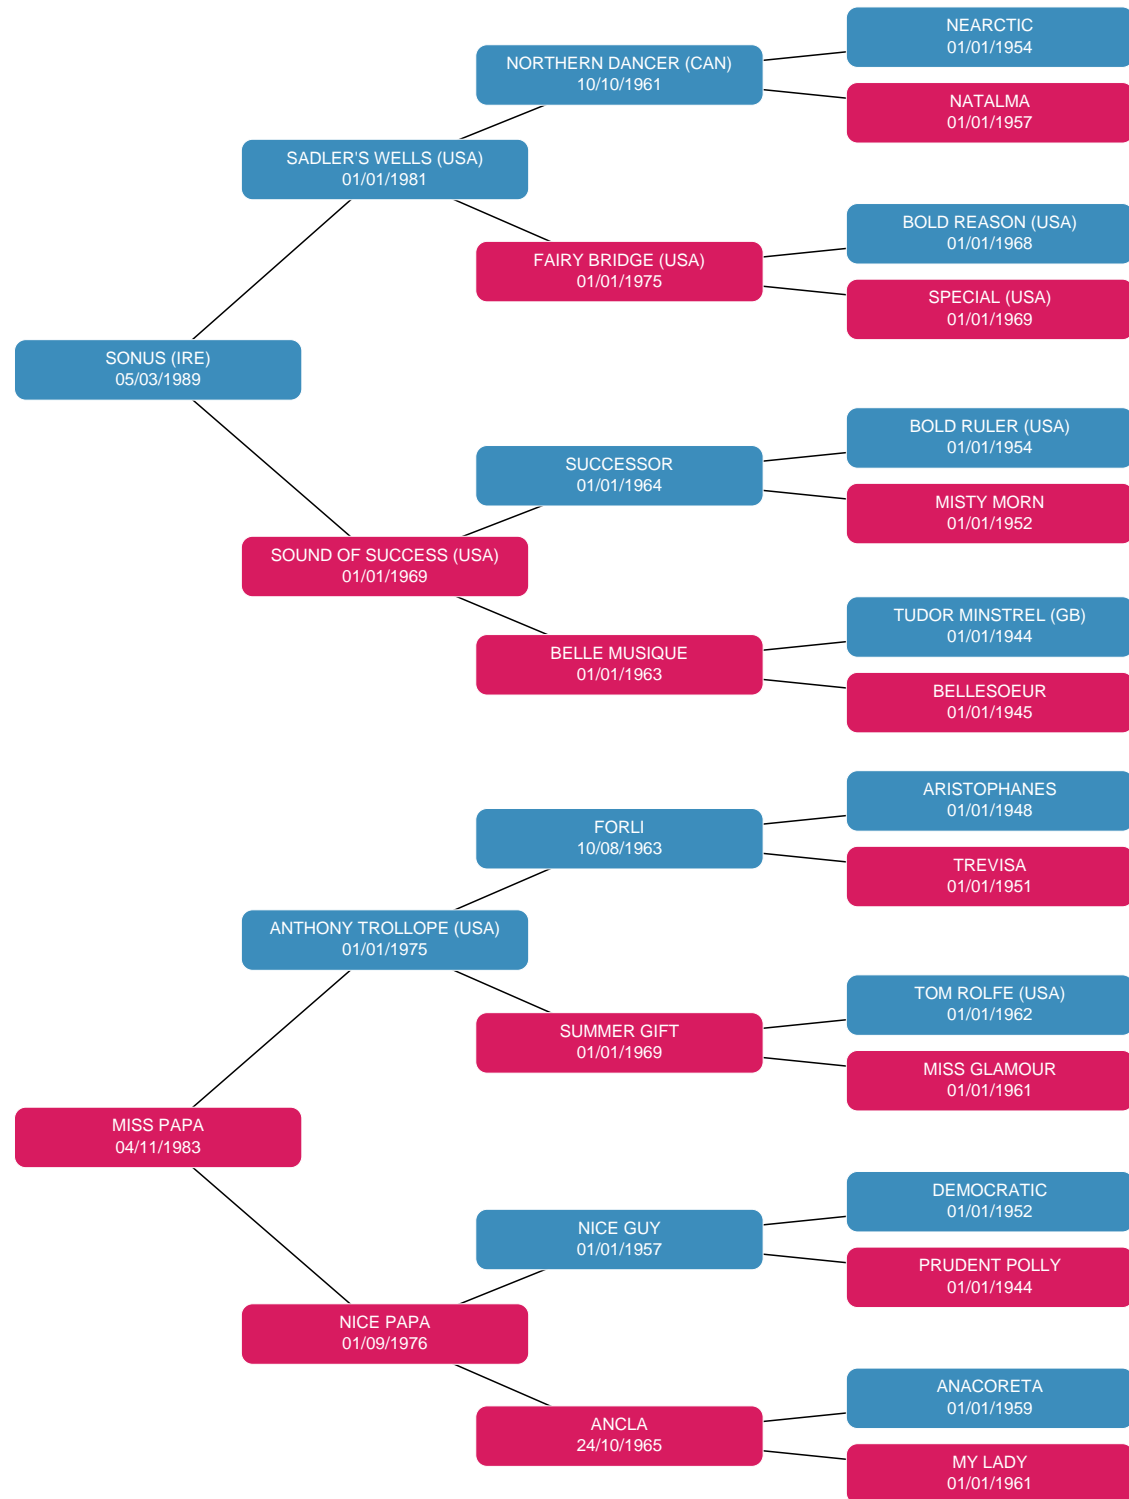 NEARCTIC
01/01/1954
NORTHERN DANCER (CAN)
10/10/1961
NATALMA
01/01/1957
SADLER'S WELLS (USA)
01/01/1981
BOLD REASON (USA)
01/01/1968
FAIRY BRIDGE (USA)
01/01/1975
SPECIAL (USA)
01/01/1969
SONUS (IRE)
05/03/1989
BOLD RULER (USA)
01/01/1954
SUCCESSOR
01/01/1964
MISTY MORN
01/01/1952
SOUND OF SUCCESS (USA)
01/01/1969
TUDOR MINSTREL (GB)
01/01/1944
BELLE MUSIQUE
01/01/1963
BELLESOEUR
01/01/1945
ARISTOPHANES
01/01/1948
FORLI
10/08/1963
TREVISA
01/01/1951
ANTHONY TROLLOPE (USA)
01/01/1975
TOM ROLFE (USA)
01/01/1962
SUMMER GIFT
01/01/1969
MISS GLAMOUR
01/01/1961
MISS PAPA
04/11/1983
DEMOCRATIC
01/01/1952
NICE GUY
01/01/1957
PRUDENT POLLY
01/01/1944
NICE PAPA
01/09/1976
ANACORETA
01/01/1959
ANCLA
24/10/1965
MY LADY
01/01/1961